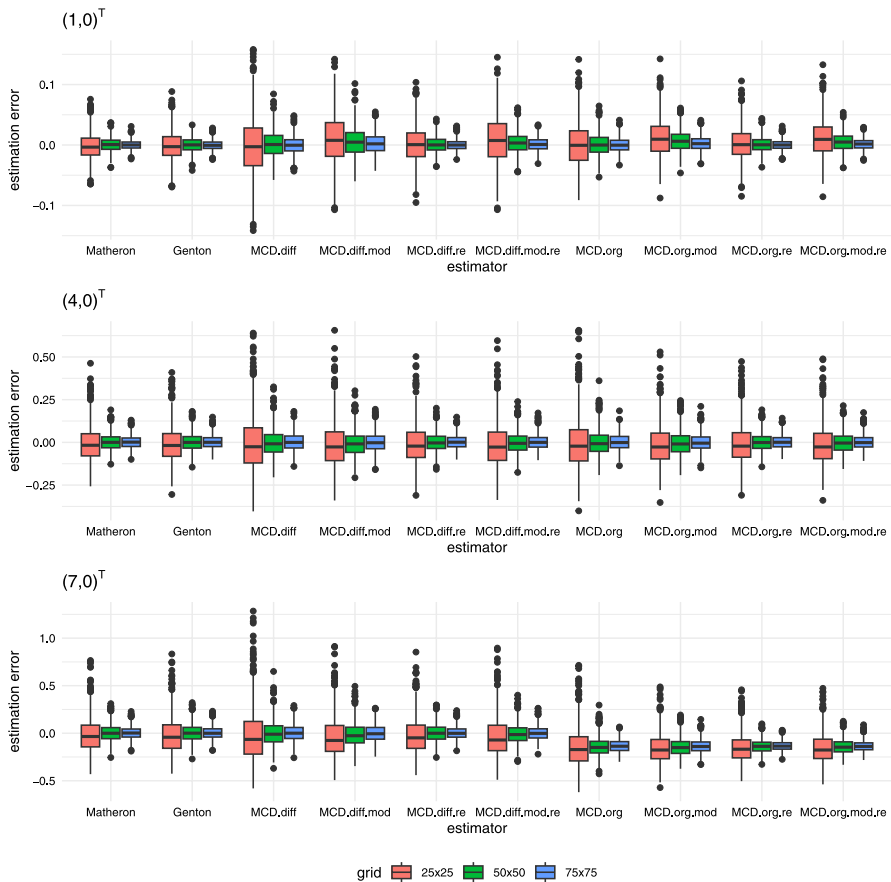 (1,0)T
estimation error
0.1
0.0
−0.1
Matheron Genton MCD.diff MCD.diff.mod MCD.diff.re MCD.diff.mod.re MCD.org MCD.org.mod MCD.org.re MCD.org.mod.re
estimator
(4,0)T
estimation error
0.50
0.25
0.00
−0.25
Matheron Genton MCD.diff MCD.diff.mod MCD.diff.re MCD.diff.mod.re MCD.org MCD.org.mod MCD.org.re MCD.org.mod.re
estimator
(7,0)T
estimation error
1.0
0.5
0.0
−0.5
Matheron Genton MCD.diff MCD.diff.mod MCD.diff.re MCD.diff.mod.re MCD.org MCD.org.mod MCD.org.re MCD.org.mod.re
estimator
grid 25x25 50x50 75x75